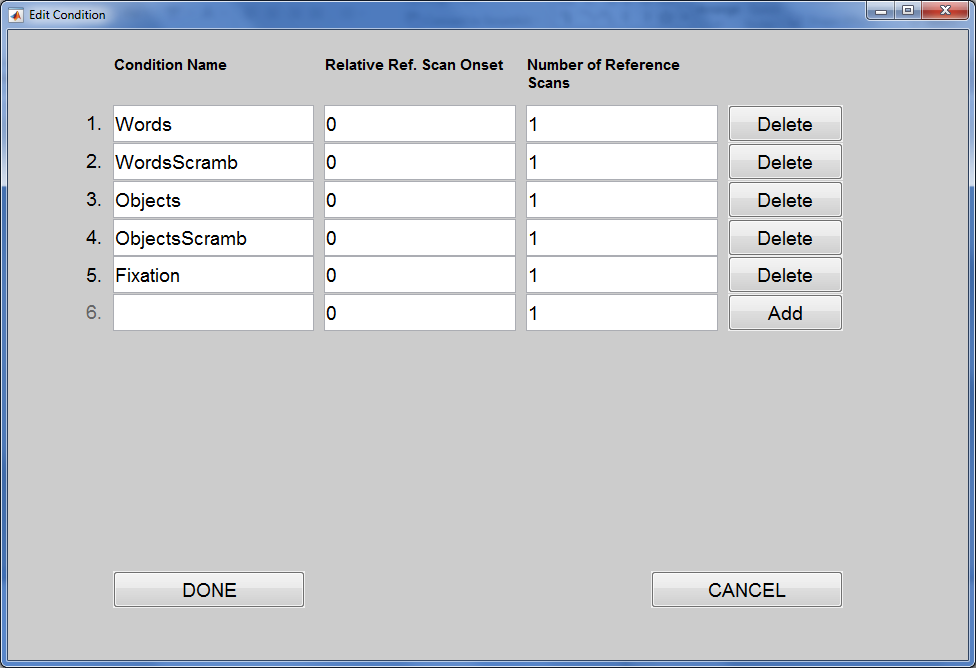 Edit Condition
Condition Name Relative Ref. Scan Onset Number of Reference
Scans
1. Words 0 1 Delete
2. WordsScramb 0 1 Delete
3. Objects 0 1 Delete
4. ObjectsScramb 0 1 Delete
5. Fixation 0 1 Delete
6. 0 1 Add
DONE CANCEL